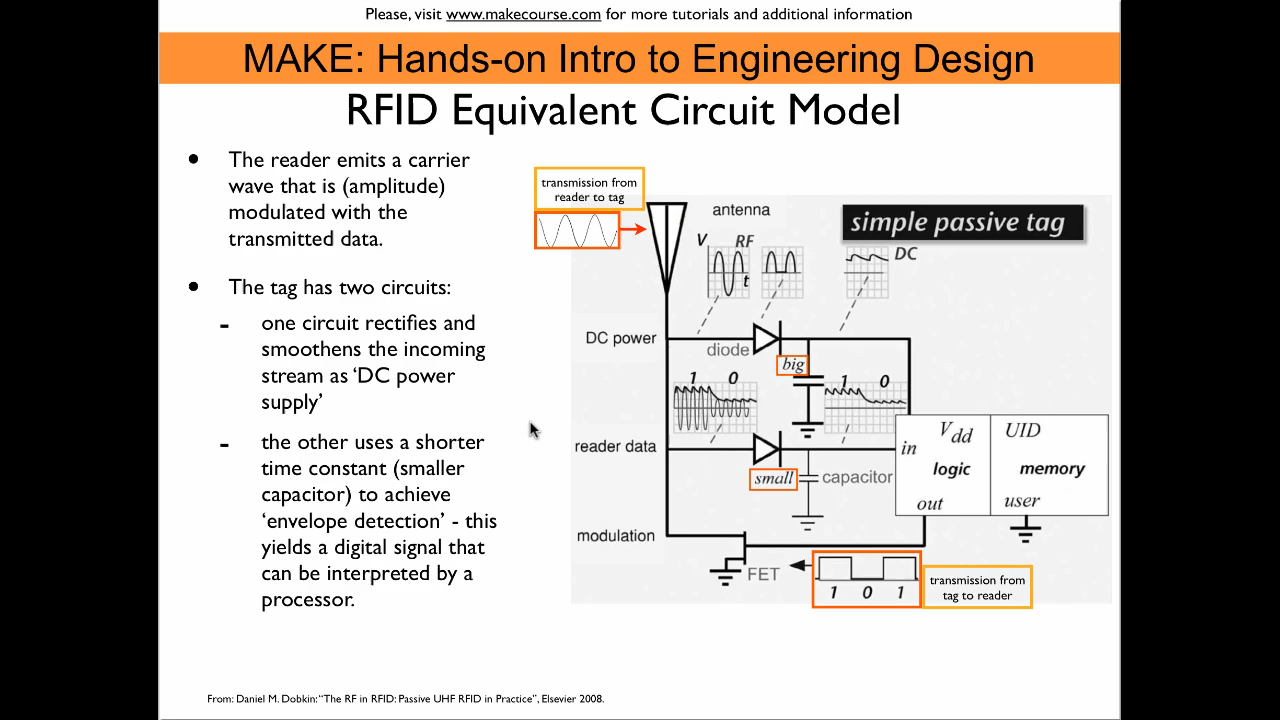 Please, visit www.makecourse.com for more tutorials and additional information
MAKE: Hands-on Intro to Engineering Design
RFID Equivalent Circuit Model
• The reader emits a carrier
wave that is (amplitude)
modulated with the
transmitted data.
• The tag has two circuits:
- one circuit rectifies and
smoothens the incoming
stream as ‘DC power
supply’
- the other uses a shorter
time constant (smaller
capacitor) to achieve
‘envelope detection’ - this
yields a digital signal that
can be interpreted by a
processor.
transmission from
reader to tag
antenna
simple passive tag
V RF
t
DC
DC power
diode
big
1 0
1 0
reader data
small
capacitor
in
Vdd
logic
out
UID
memory
user
modulation
FET
1 0 1
transmission from
tag to reader
From: Daniel M. Dobkin: “The RF in RFID: Passive UHF RFID in Practice”, Elsevier 2008.